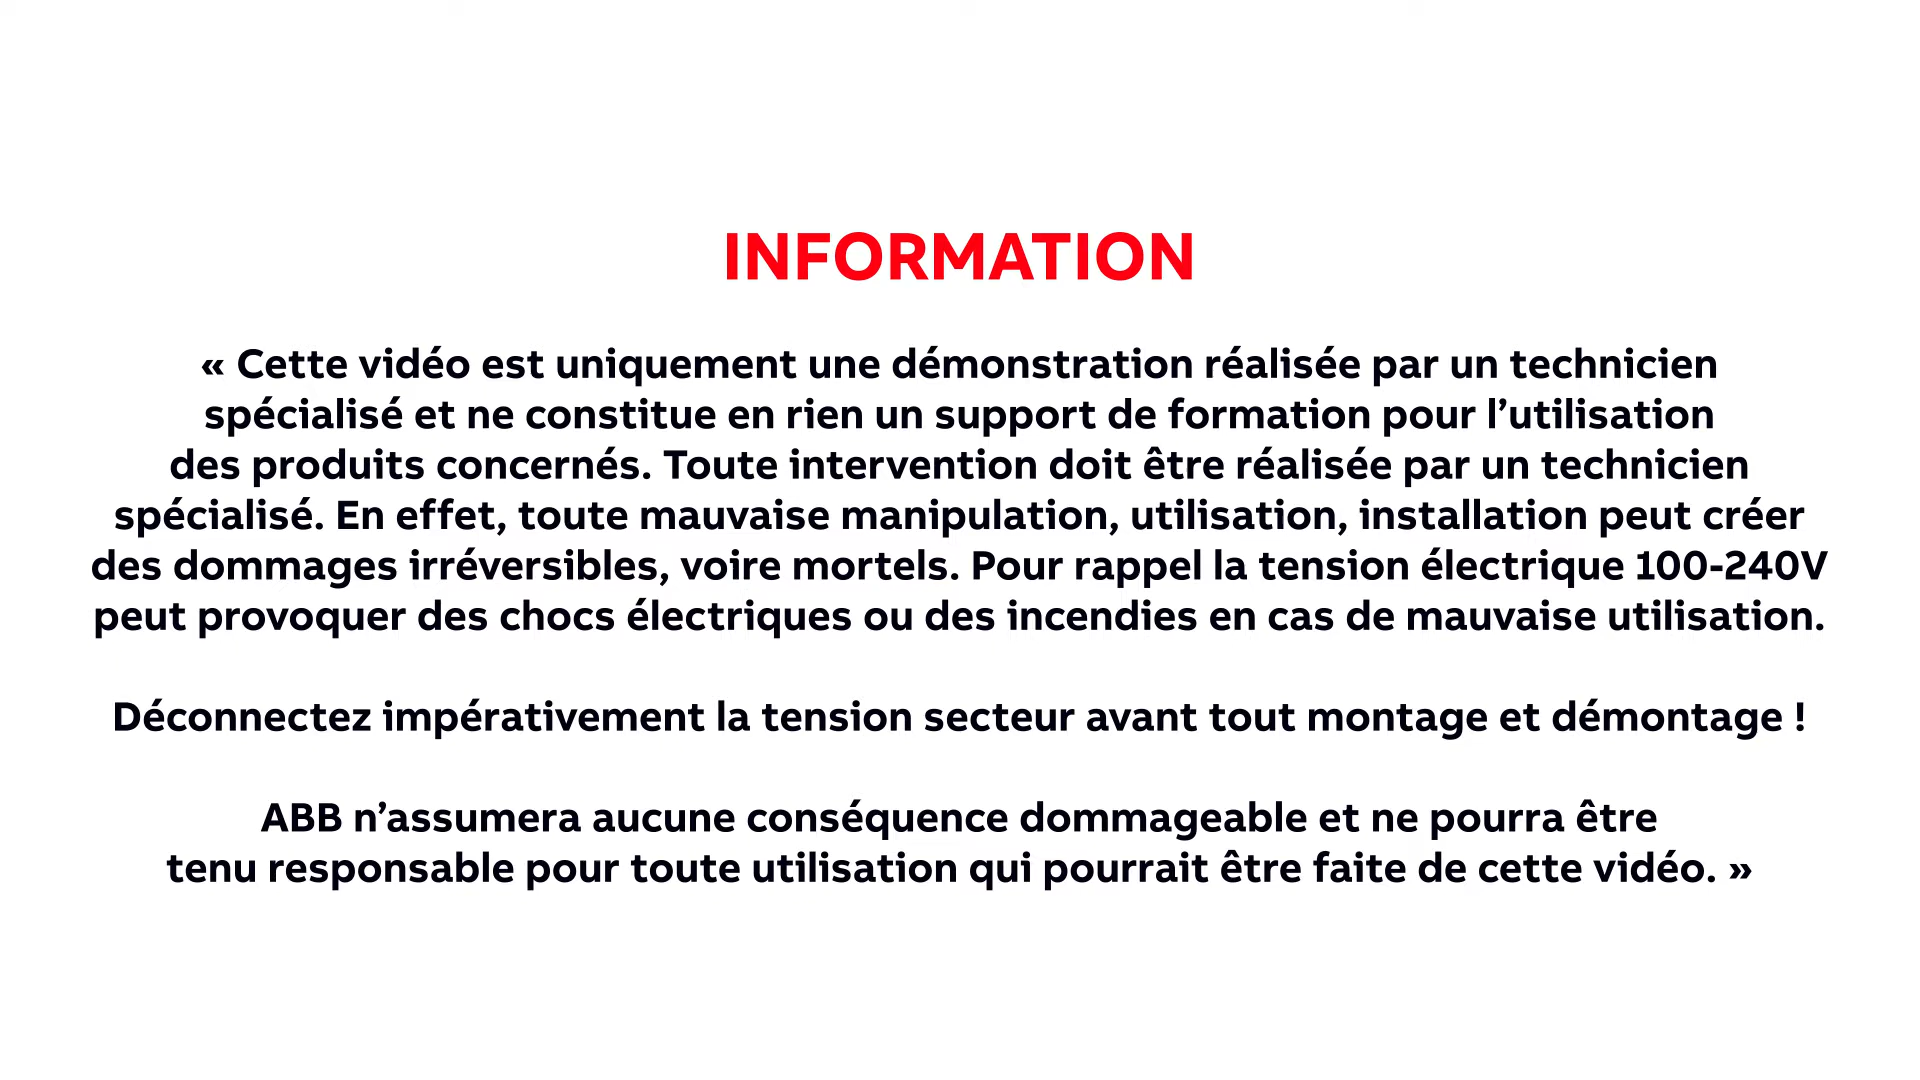 INFORMATION
« Cette vidéo est uniquement une démonstration réalisée par un technicien
spécialisé et ne constitue en rien un support de formation pour l’utilisation
des produits concernés. Toute intervention doit être réalisée par un technicien
spécialisé. En effet, toute mauvaise manipulation, utilisation, installation peut créer
des dommages irréversibles, voire mortels. Pour rappel la tension électrique 100-240V
peut provoquer des chocs électriques ou des incendies en cas de mauvaise utilisation.
Déconnectez impérativement la tension secteur avant tout montage et démontage !
ABB n’assumera aucune conséquence dommageable et ne pourra être
tenu responsable pour toute utilisation qui pourrait être faite de cette vidéo. »